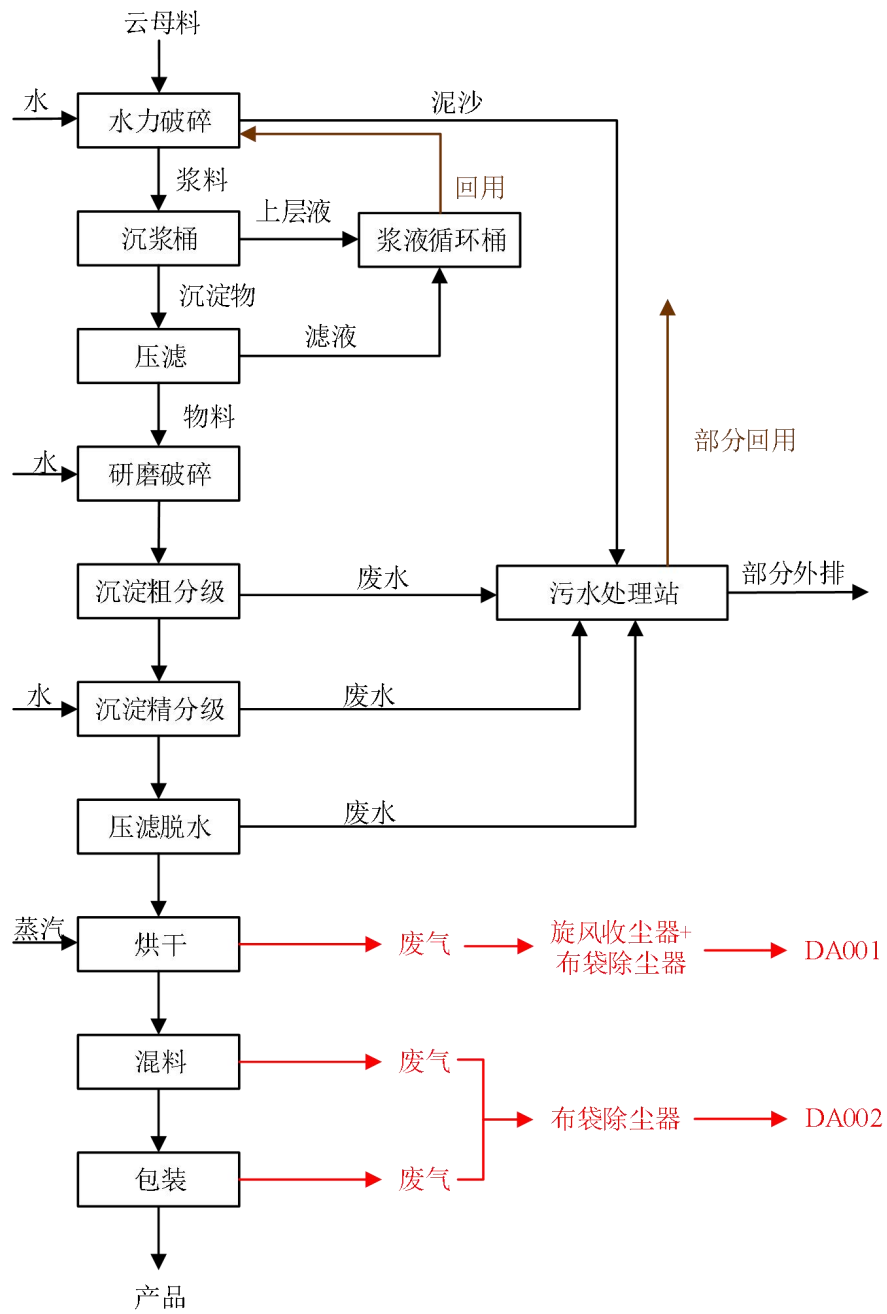 云母料
水
水力破碎
泥沙
浆料
回用
上层液
沉浆桶
浆液循环桶
沉淀物
滤液
压滤
物料
部分回用
水
研磨破碎
沉淀粗分级
废水
污水处理站
部分外排
水
沉淀精分级
废水
压滤脱水
废水
蒸汽
烘干
废气
旋风收尘器+
布袋除尘器
DA001
混料
废气
布袋除尘器
DA002
包装
废气
产品